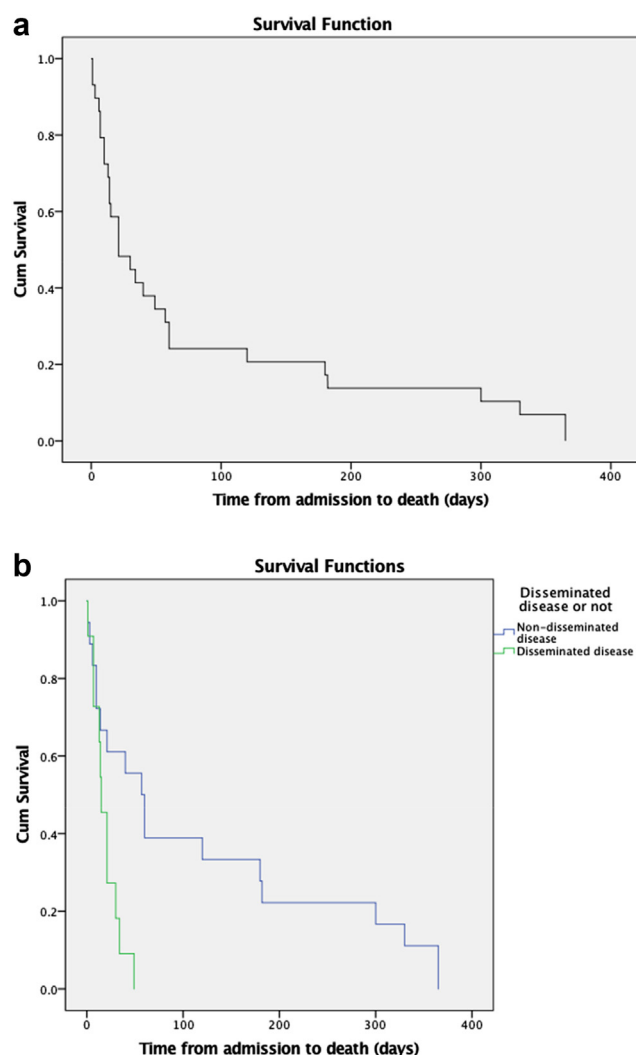 a
Survival Function
1.0
0.8
0.6
0.4
0.2
0.0
Cum Survival
0 100 200 300 400
Time from admission to death (days)
b
Survival Functions
1.0
0.8
0.6
0.4
0.2
0.0
Cum Survival
0 100 200 300 400
Time from admission to death (days)
Disseminated
disease or not
Non-disseminated
disease
Disseminated disease